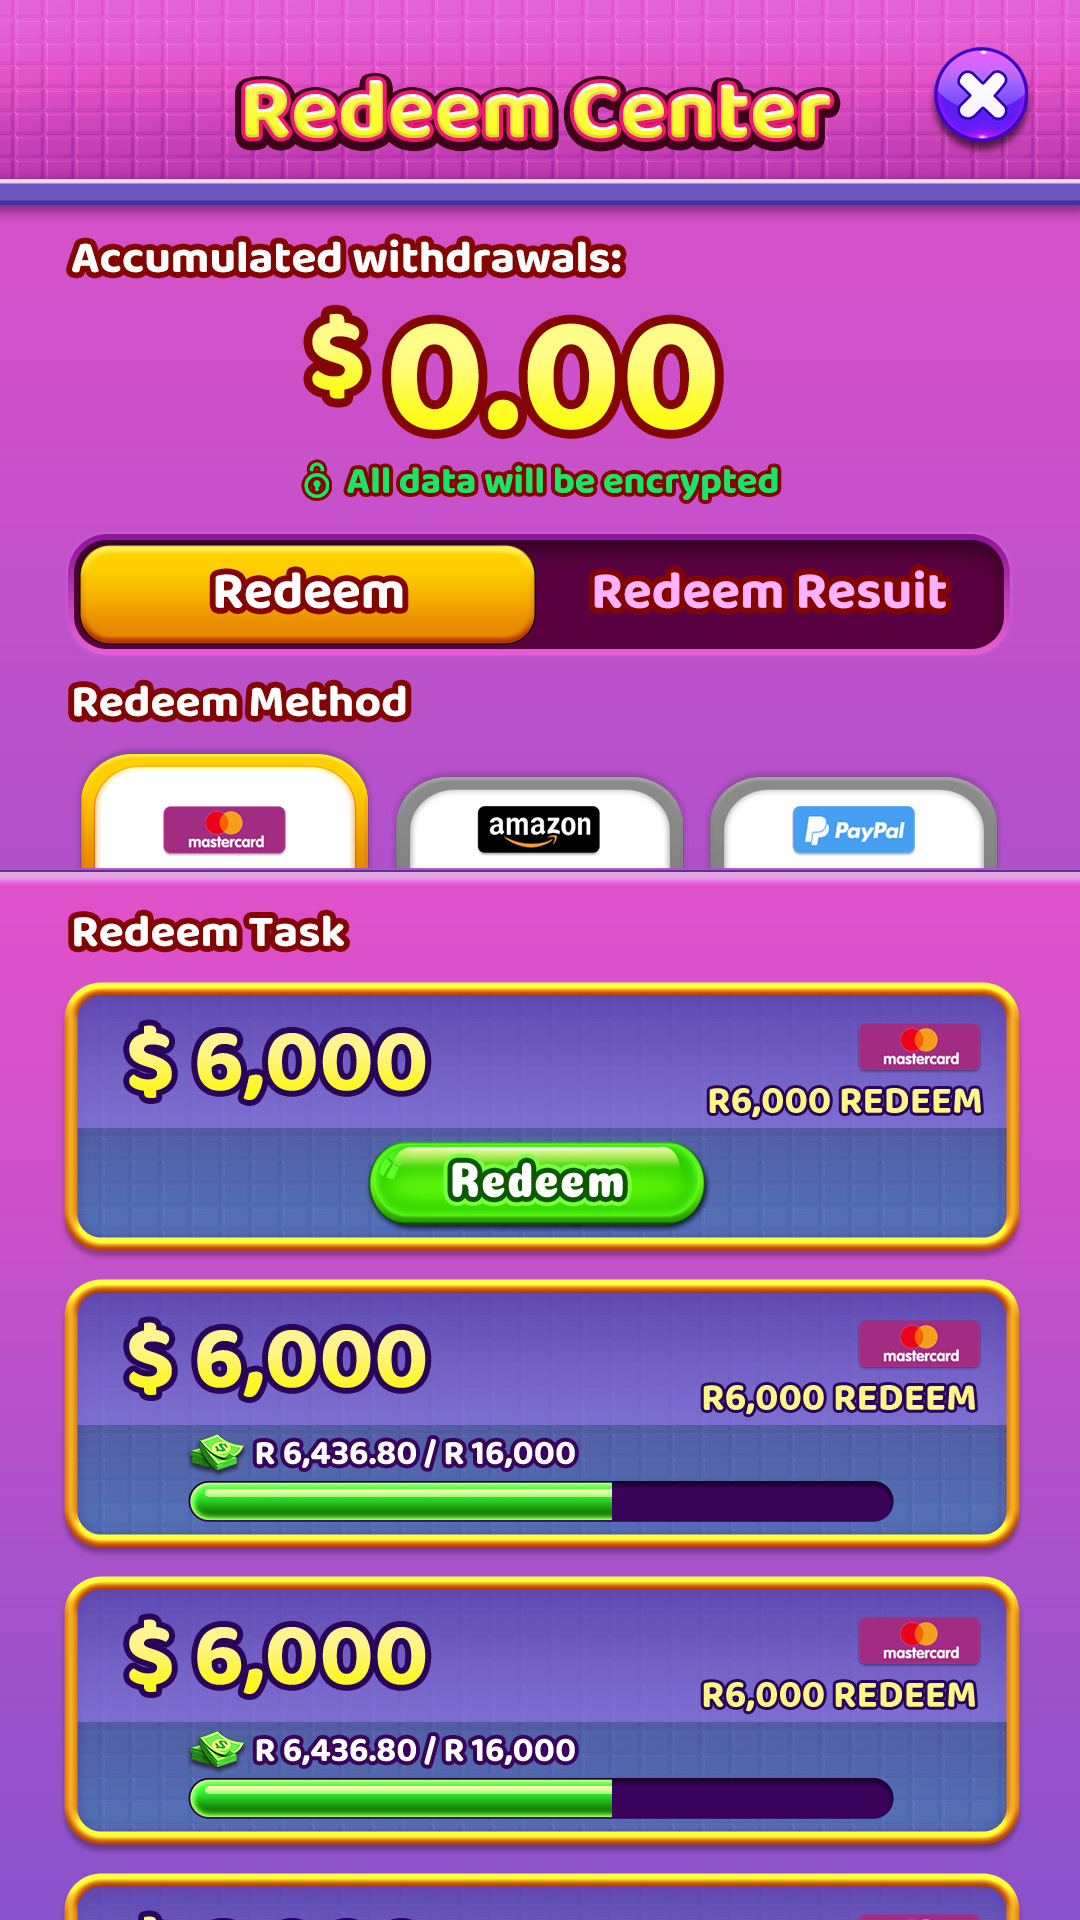 Redeem Center
Accumulated withdrawals:
$0.00
All data will be encrypted
Redeem
Redeem Resuit
Redeem Method
mastercard
amazon
PayPal
Redeem Task
$ 6,000
mastercard
R6,000 REDEEM
Redeem
$ 6,000
mastercard
R6,000 REDEEM
R 6,436.80 / R 16,000
$ 6,000
mastercard
R6,000 REDEEM
R 6,436.80 / R 16,000